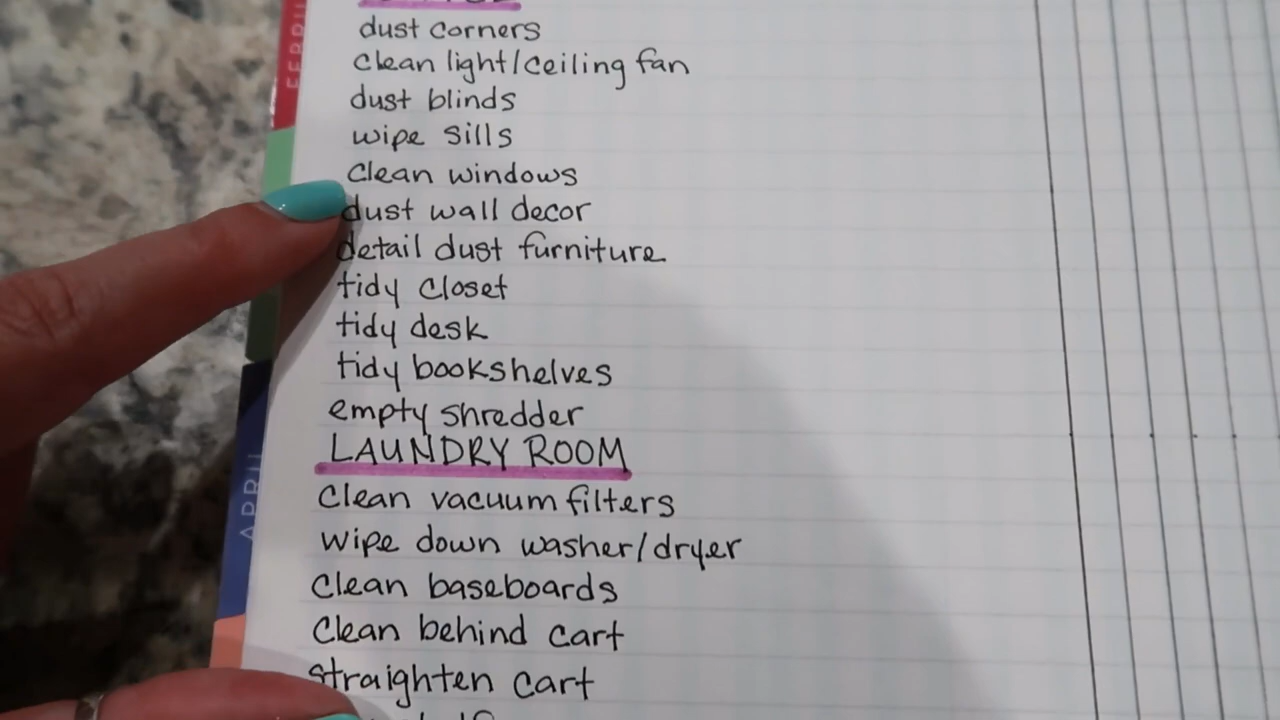 dust corners
clean light/ceiling fan
dust blinds
wipe sills
clean windows
dust wall decor
detail dust furniture
tidy closet
tidy desk
tidy bookshelves
empty shredder
LAUNDRY ROOM
clean vacuum filters
wipe down washer/dryer
clean baseboards
clean behind cart
straighten cart